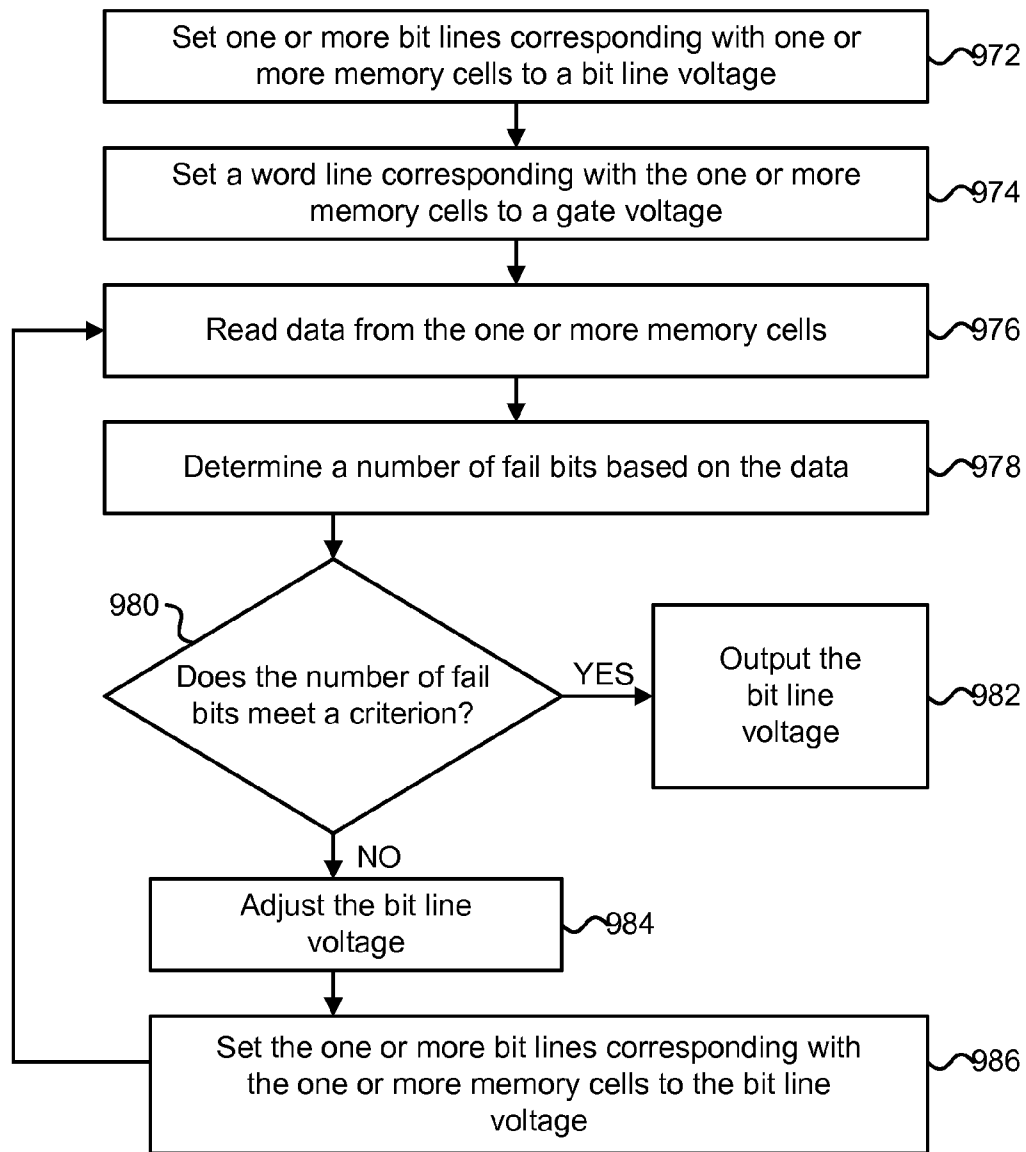 Set one or more bit lines corresponding with one or
more memory cells to a bit line voltage
972
Set a word line corresponding with the one or more
memory cells to a gate voltage
974
Read data from the one or more memory cells
976
Determine a number of fail bits based on the data
978
980
Does the number of fail
bits meet a criterion?
YES
Output the
bit line
voltage
982
NO
Adjust the bit line
voltage
984
Set the one or more bit lines corresponding with
the one or more memory cells to the bit line
voltage
986